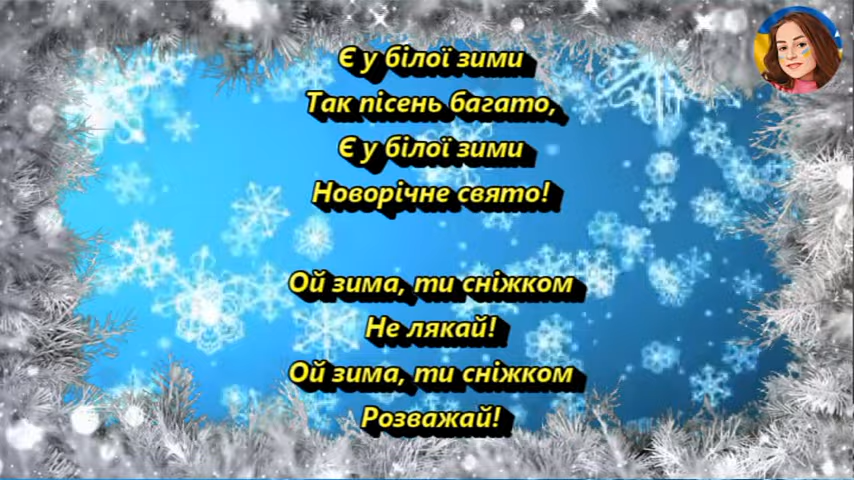 Є у білої зими
Так пісень багато,
Є у білої зими
Новорічне свято!
Ой зима, ти сніжком
Не лякай!
Ой зима, ти сніжком
Розважай!